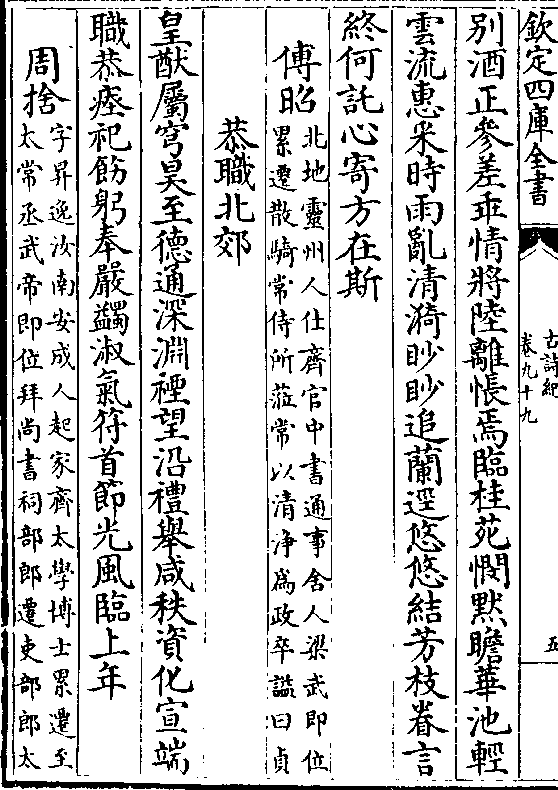 欽定四庫全書
古詩紀
卷九十九
五
别酒正參差乖情將陸離悵焉臨桂苑憫黙瞻華池輕
雲流惠采時雨亂清漪眇眇追蘭逕悠悠結芳枝眷言
終何託心寄方在斯
傅昭
北地靈州人仕齊官中書通事舍人梁武即位
累遷散騎常侍所蒞常以清浄為政卒諡曰貞
恭職北郊
皇猷屬穹昊至徳通深淵禋望沿禮舉咸秩資化宣端
職恭瘞祀飭躬奉嚴蠲淑氣符首節光風臨上年
周捨
字昇逸汝南安成人起家齊太學博士累遷至
太常丞武帝即位拜尚書祠部郎遷吏部郎太